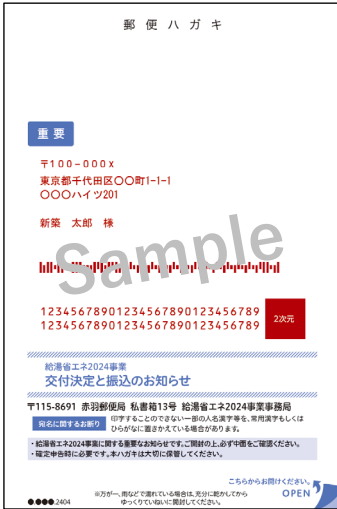 郵便ハガキ
重要
〒100-000x
東京都千代田区〇〇町1-1-1
〇〇〇ハイツ201
新築 太郎 様
Sample
12345678901234567890123456789
12345678901234567890123456789
2次元
給湯省エネ2024事業
交付決定と振込のお知らせ
〒115-8691 赤羽郵便局 私書箱13号 給湯省エネ2024事業事務局
宛名に関するお断り
印字することのできない一部の人名漢字等を、常用漢字もしくは
ひらがなに置きかえている場合があります。
・給湯省エネ2024事業に関する重要なお知らせです。ご開封の上、必ず中面をご確認ください。
・確定申告時に必要です。本ハガキは大切に保管してください。
こちらからお開けください。
OPEN
※万が一、雨などで濡れている場合は、充分に乾かしてから
ゆっくりていねいに開封してください。
●●●●.2404